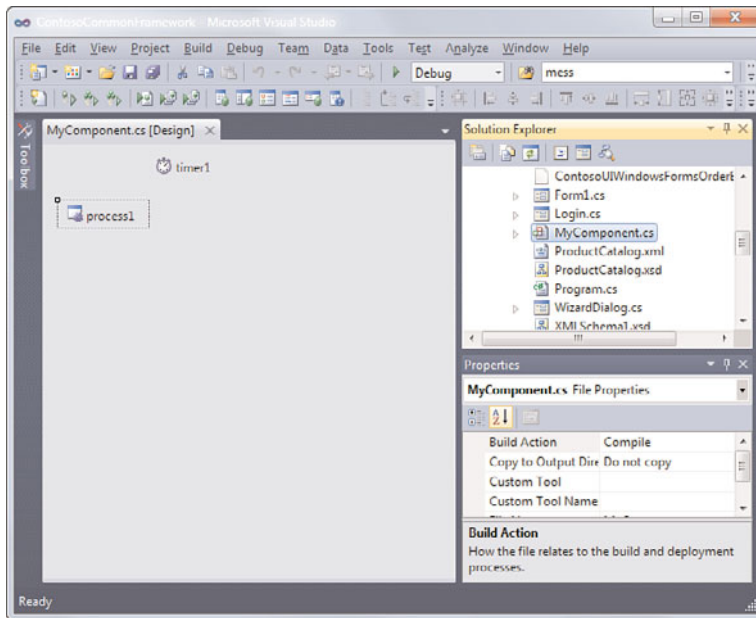 ContosoCommonFramework - Microsoft Visual Studio
File Edit View Project Build Debug Team Data Tools Test Analyze Window Help
Debug mess
MyComponent.cs [Design]
Toolbox
timer1
process1
Solution Explorer
ContosoUIWindowsFormsOrderE
Form1.cs
Login.cs
MyComponent.cs
ProductCatalog.xml
ProductCatalog.xsd
Program.cs
WizardDialog.cs
XMLSchema1.xsd
Properties
MyComponent.cs File Properties
Build Action Compile
Copy to Output Dire Do not copy
Custom Tool
Custom Tool Name
Build Action
How the file relates to the build and deployment
processes.
Ready